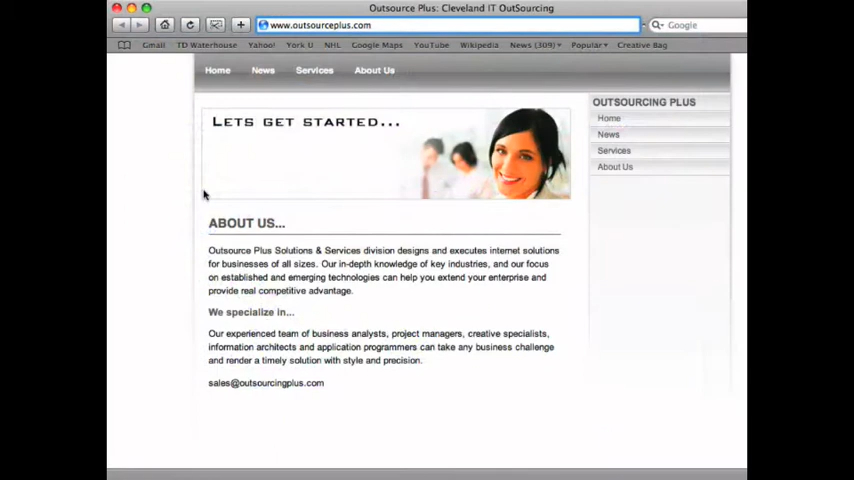 Outsource Plus: Cleveland IT OutSourcing
www.outsourceplus.com
Google
Gmail TD Waterhouse Yahoo! York U NHL Google Maps YouTube Wikipedia News (309) Popular Creative Bag
Home News Services About Us
LETS GET STARTED...
ABOUT US...
Outsource Plus Solutions & Services division designs and executes internet solutions
for businesses of all sizes. Our in-depth knowledge of key industries, and our focus
on established and emerging technologies can help you extend your enterprise and
provide real competitive advantage.
We specialize in...
Our experienced team of business analysts, project managers, creative specialists,
information architects and application programmers can take any business challenge
and render a timely solution with style and precision.
sales@outsourcingplus.com
OUTSOURCING PLUS
Home
News
Services
About Us